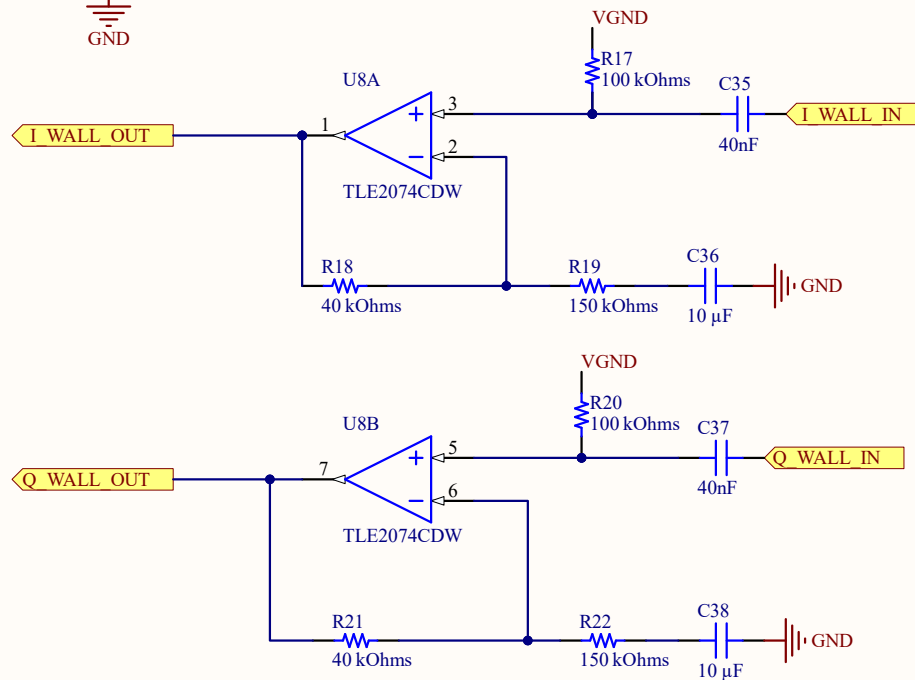 GND
VGND
R17
100 kOhms
C35
40nF
I_WALL_IN
U8A
3
2
1
I_WALL_OUT
TLE2074CDW
R18
40 kOhms
R19
150 kOhms
C36
10 µF
GND
VGND
R20
100 kOhms
C37
40nF
Q_WALL_IN
U8B
5
6
7
Q_WALL_OUT
TLE2074CDW
R21
40 kOhms
R22
150 kOhms
C38
10 µF
GND